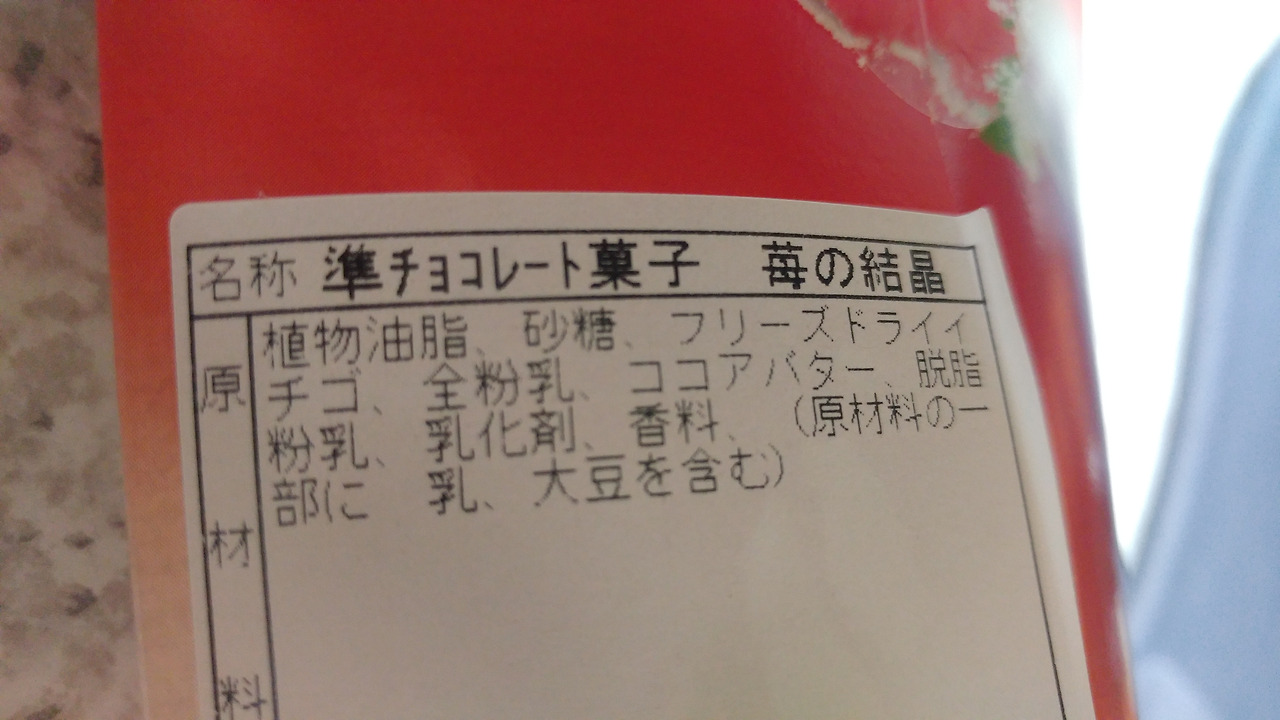 名称 準チョコレート菓子 苺の結晶
原材料
植物油脂、砂糖、フリーズドライイ
チゴ、全粉乳、ココアバター、脱脂
粉乳、乳化剤、香料、(原材料の一
部に 乳、大豆を含む)